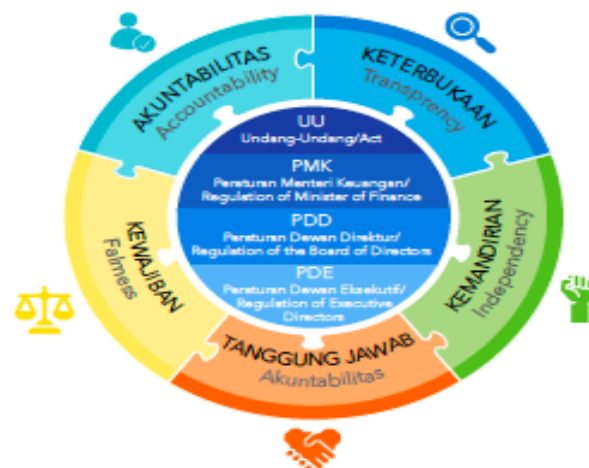 AKUNTABILITAS
Accountability
KETERBUKAAN
Transprency
UU
Undang-Undang/Act
PMK
Peraturan Menteri Keuangan/
Regulation of Minister of Finance
PDD
Peraturan Dewan Direktur/
Regulation of the Board of Directors
PDE
Peraturan Dewan Eksekutif/
Regulation of Executive
Directors
KEWAJIBAN
Fairness
KEMANDIRIAN
Independency
TANGGUNG JAWAB
Akuntabilitas